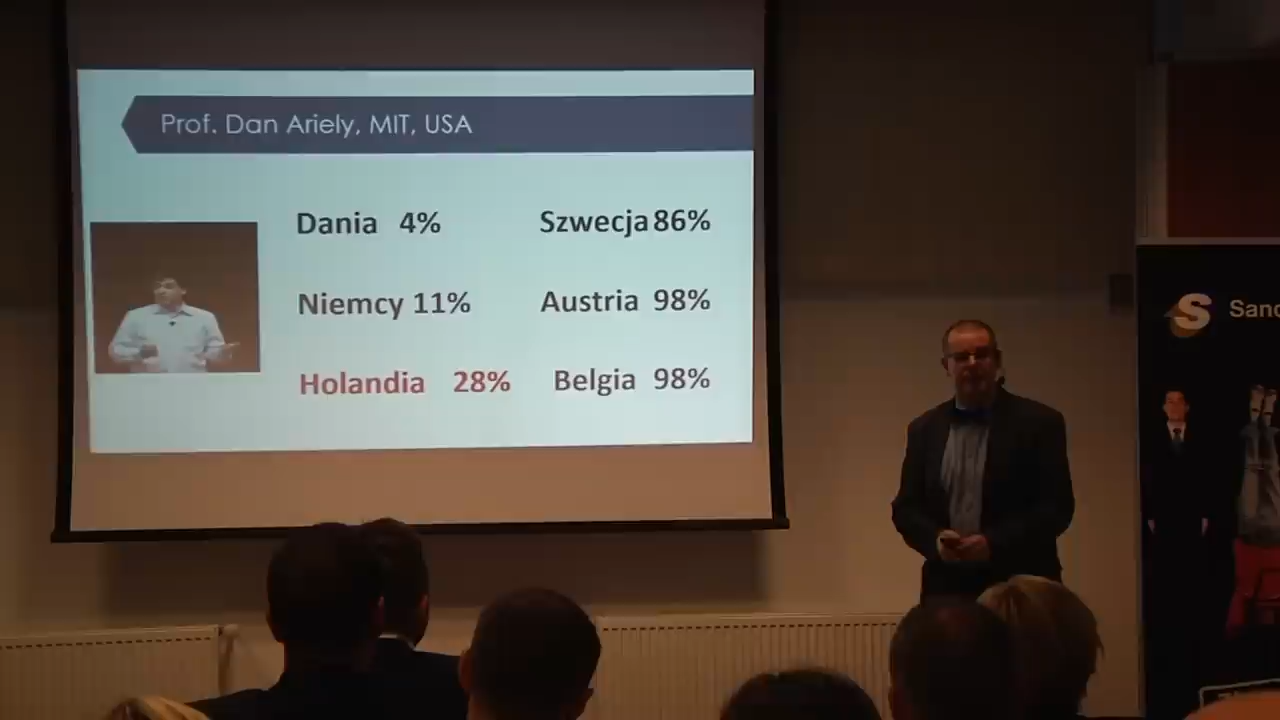 Prof. Dan Ariely, MIT, USA
Dania 4% Szwecja 86%
Niemcy 11% Austria 98%
Holandia 28% Belgia 98%
S